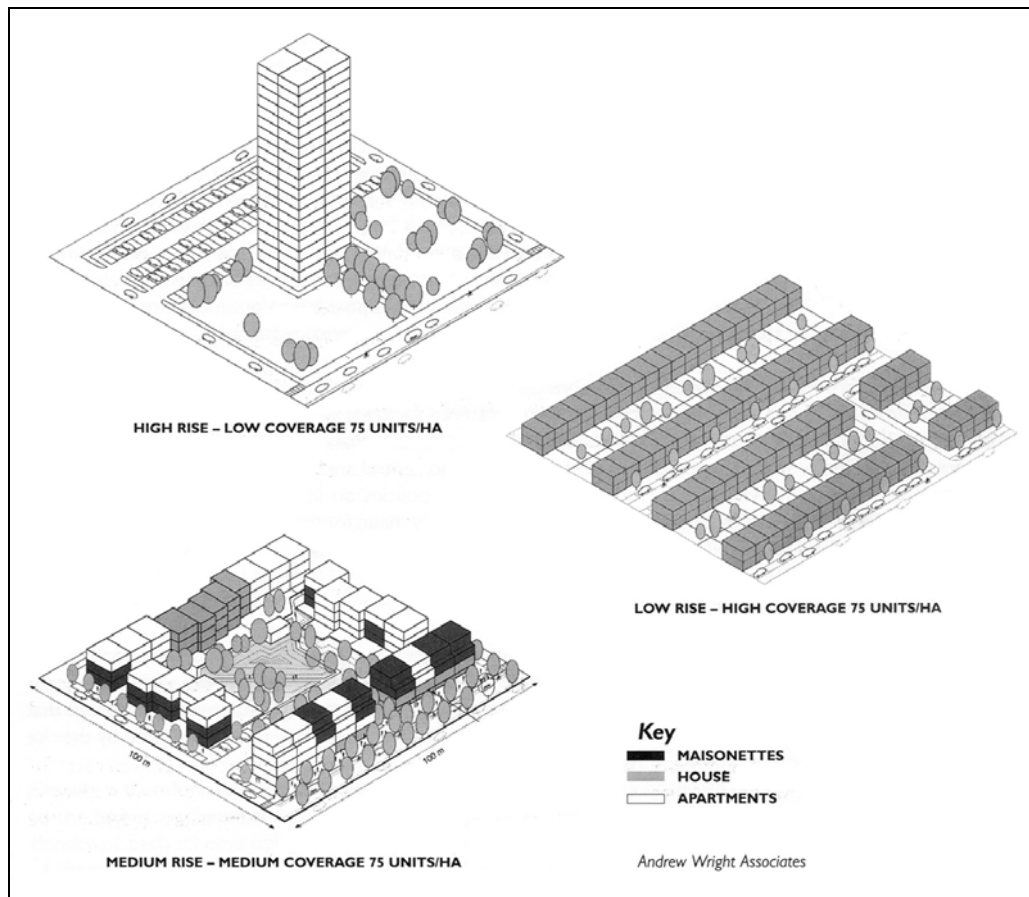 HIGH RISE – LOW COVERAGE 75 UNITS/HA
LOW RISE – HIGH COVERAGE 75 UNITS/HA
100 m
100 m
MEDIUM RISE – MEDIUM COVERAGE 75 UNITS/HA
Key
MAISONETTES
HOUSE
APARTMENTS
Andrew Wright Associates